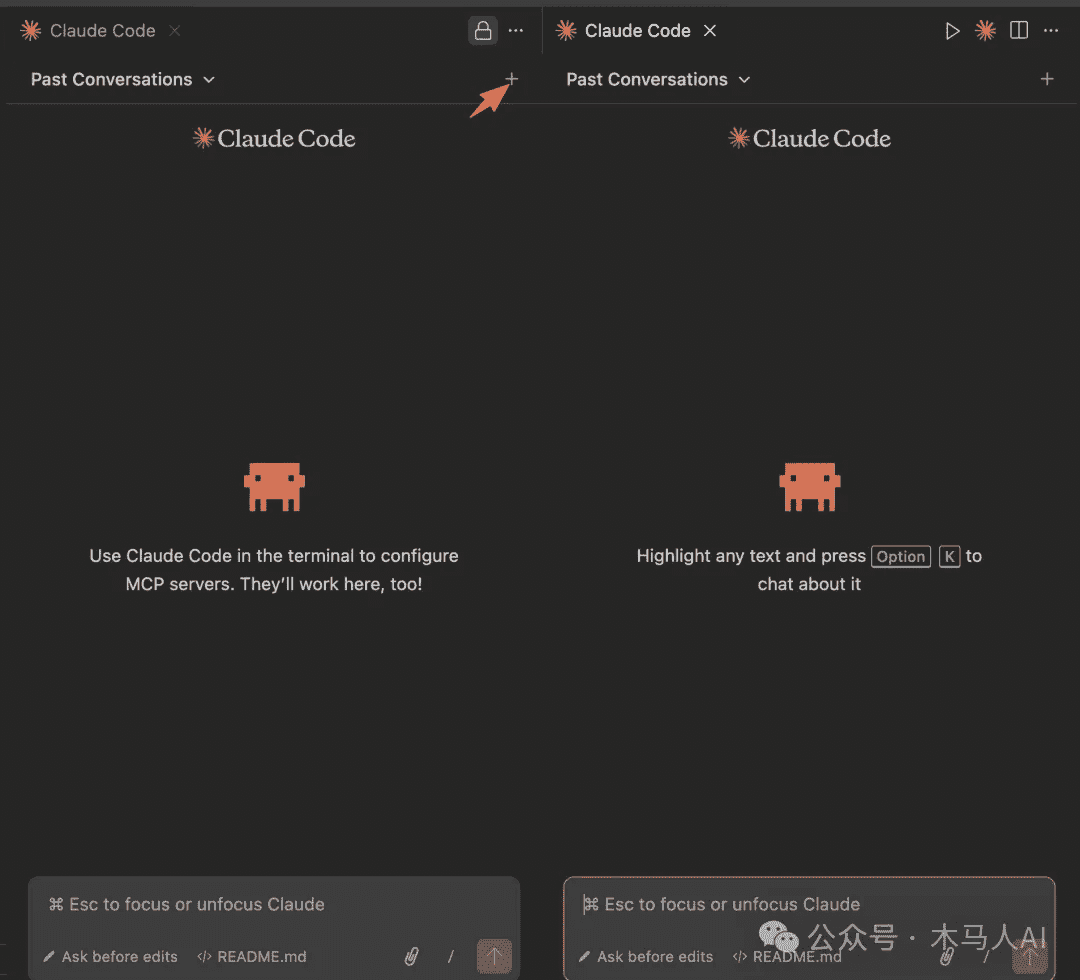 Claude Code
Claude Code
Past Conversations
Past Conversations
Claude Code
Claude Code
Use Claude Code in the terminal to configure
MCP servers. They’ll work here, too!
Highlight any text and press Option K to
chat about it
⌘ Esc to focus or unfocus Claude
⌘ Esc to focus or unfocus Claude
Ask before edits </> README.md /
Ask before edits </> README.md /
公众号 · 木马人AI